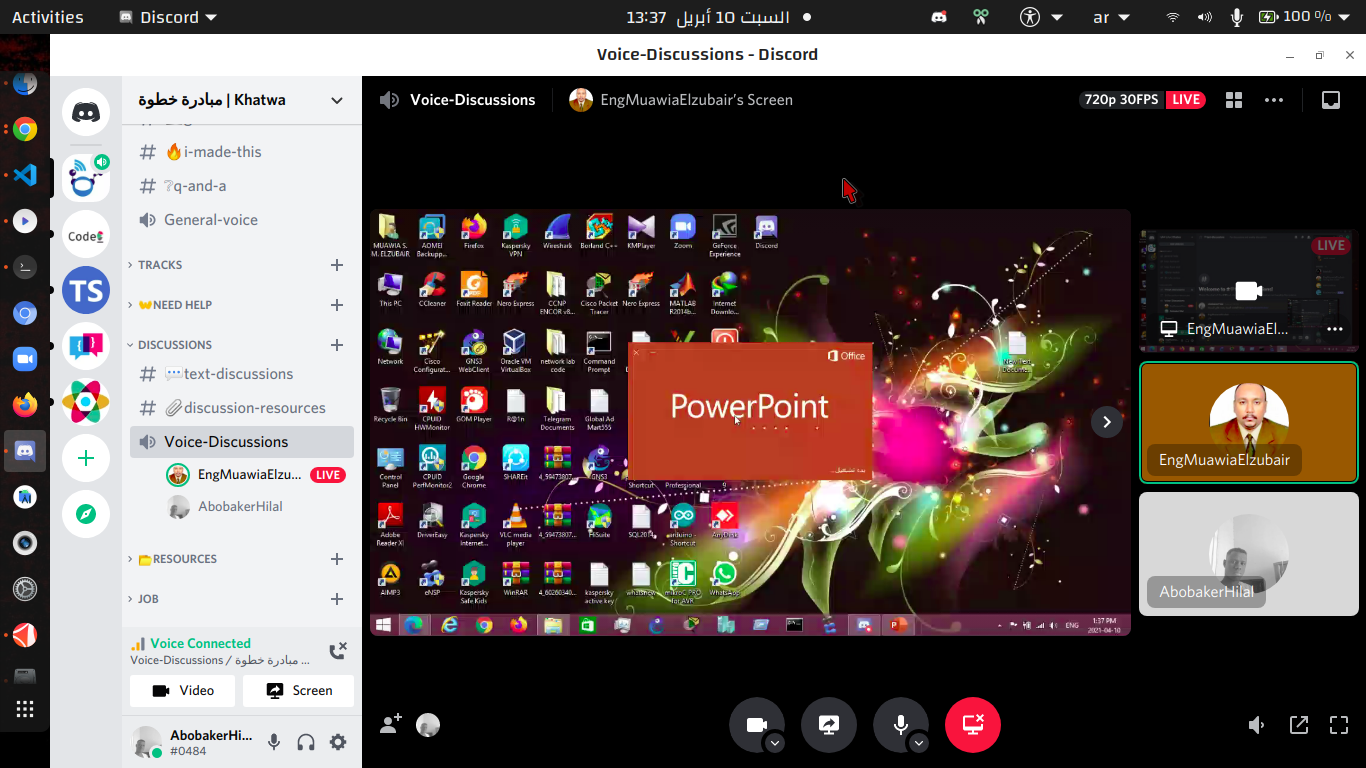 Activities
Discord
السبت 10 أبريل 13:37
ar
100 %
Voice-Discussions - Discord
مبادرة خطوة | Khatwa
# 🔥i-made-this
# ❔q-and-a
General-voice
TRACKS
🤝NEED HELP
DISCUSSIONS
# 💬text-discussions
# 📎discussion-resources
Voice-Discussions
EngMuawiaElzu... LIVE
AbobakerHilal
📁RESOURCES
JOB
Voice Connected
Voice-Discussions / مبادرة خطوة ...
Video
Screen
AbobakerHi...
#0484
Code
TS
Voice-Discussions
EngMuawiaElzubair's Screen
720p 30FPS LIVE
MUAWIA S. M. ELZUBAIR
AOMEI Backupp...
Firefox
Kaspersky VPN
Wireshark
Borland C++
KMPlayer
Zoom
GeForce Experience
Discord
This PC
CCleaner
Foxit Reader
Nero Express
CCNP ENCOR v8...
Cisco Packet Tracer
Nero Express
MATLAB R2014b...
Internet Downlo...
Network
Cisco Configurat...
GNS3 WebClient
Oracle VM VirtualBox
network lab code
Command Prompt
Recycle Bin
CPUID HWMonitor
GOM Player
R@1n
Telegram Documents
Global Ad Mart555
Control Panel
CPUID PerfMonitor2
Google Chrome
SHAREit
4_59473807...
GNS3
Shortcut
Professional
9
Adobe Reader XI
DriverEasy
Kaspersky Internet...
VLC media player
4_59473807...
HiSuite
SQL2014
arduino - Shortcut
AnyDesk
AIMP3
eNSP
Kaspersky Safe Kids
WinRAR
4_60260340...
kaspersky active key
whatsnew
mikroC PRO for AVR
WhatsApp
New Text Docume...
Office
PowerPoint
بدء تشغيل...
ENG
1:37 PM
2021-04-10
LIVE
EngMuawiaEl...
EngMuawiaElzubair
AbobakerHilal